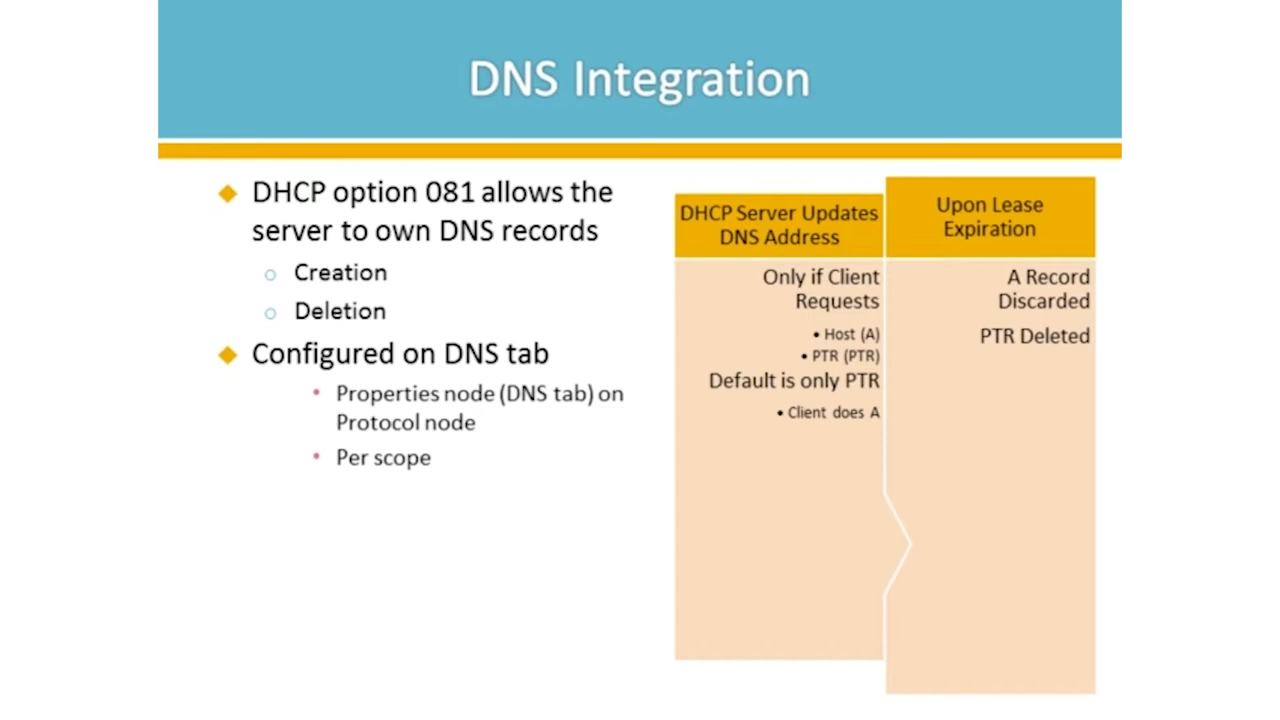 DNS Integration
◆ DHCP option 081 allows the
server to own DNS records
○ Creation
○ Deletion
◆ Configured on DNS tab
• Properties node (DNS tab) on
Protocol node
• Per scope
DHCP Server Updates
DNS Address
Only if Client
Requests
• Host (A)
• PTR (PTR)
Default is only PTR
• Client does A
Upon Lease
Expiration
A Record
Discarded
PTR Deleted